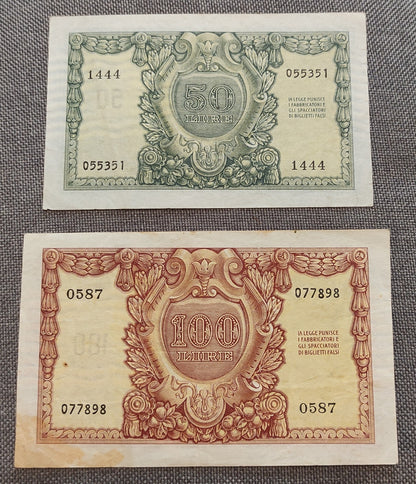 1444
055351
50
LIRE
LA LEGGE PUNISCE
I FABBRICATORI E
GLI SPACCIATORI
DI BIGLIETTI FALSI
055351
1444
0587
077898
100
LIRE
LA LEGGE PUNISCE
I FABBRICATORI E
GLI SPACCIATORI
DI BIGLIETTI FALSI
077898
0587